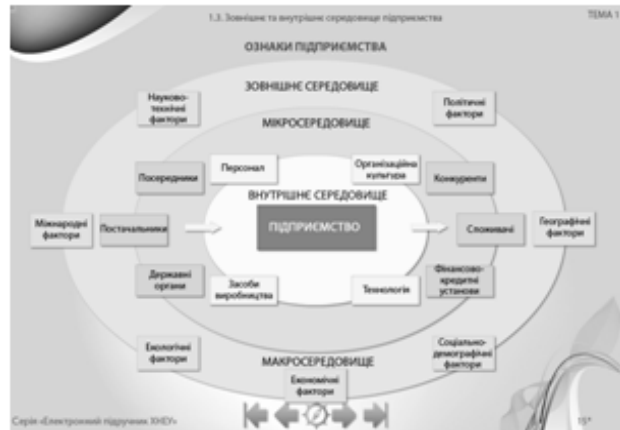 1.3. Зовнішнє та внутрішнє середовище підприємства
ТЕМА 1
ОЗНАКИ ПІДПРИЄМСТВА
ЗОВНІШНЄ СЕРЕДОВИЩЕ
Науково-
технічні
фактори
Політичні
фактори
МІКРОСЕРЕДОВИЩЕ
Посередники
Персонал
Організаційна
культура
Конкуренти
ВНУТРІШНЄ СЕРЕДОВИЩЕ
Міжнародні
фактори
Постачальники
ПІДПРИЄМСТВО
Споживачі
Географічні
фактори
Державні
органи
Засоби
виробництва
Технологія
Фінансово-
кредитні
установи
Екологічні
фактори
МАКРОСЕРЕДОВИЩЕ
Соціально-
демографічні
фактори
Економічні
фактори
Серія «Електронний підручник ХНЕУ»